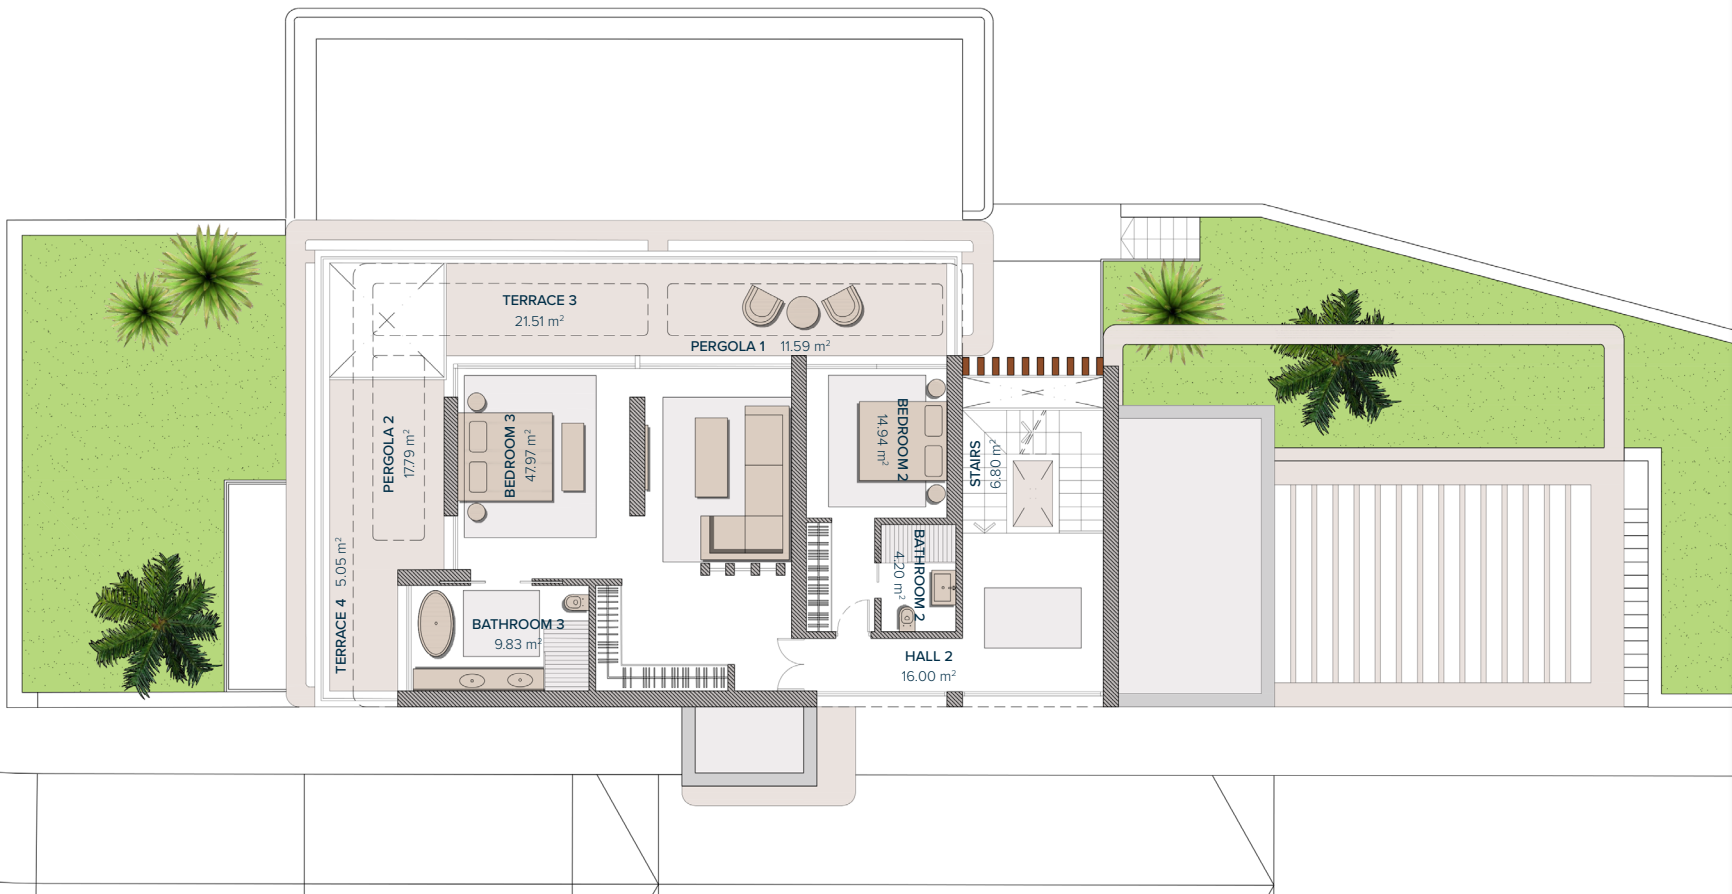 TERRACE 3
21.51 m²
PERGOLA 1 11.59 m²
PERGOLA 2
17.79 m²
BEDROOM 3
47.97 m²
BEDROOM 2
14.94 m²
STAIRS
6.80 m²
BATHROOM 2
4.20 m²
TERRACE 4 5.05 m²
BATHROOM 3
9.83 m²
HALL 2
16.00 m²